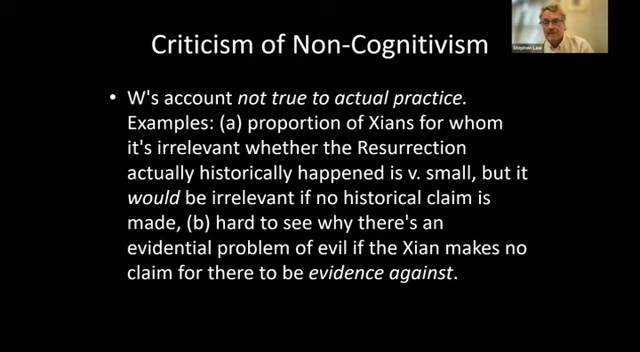 Stephen Law
Criticism of Non-Cognitivism
• W's account not true to actual practice.
Examples: (a) proportion of Xians for whom
it's irrelevant whether the Resurrection
actually historically happened is v. small, but it
would be irrelevant if no historical claim is
made, (b) hard to see why there's an
evidential problem of evil if the Xian makes no
claim for there to be evidence against.